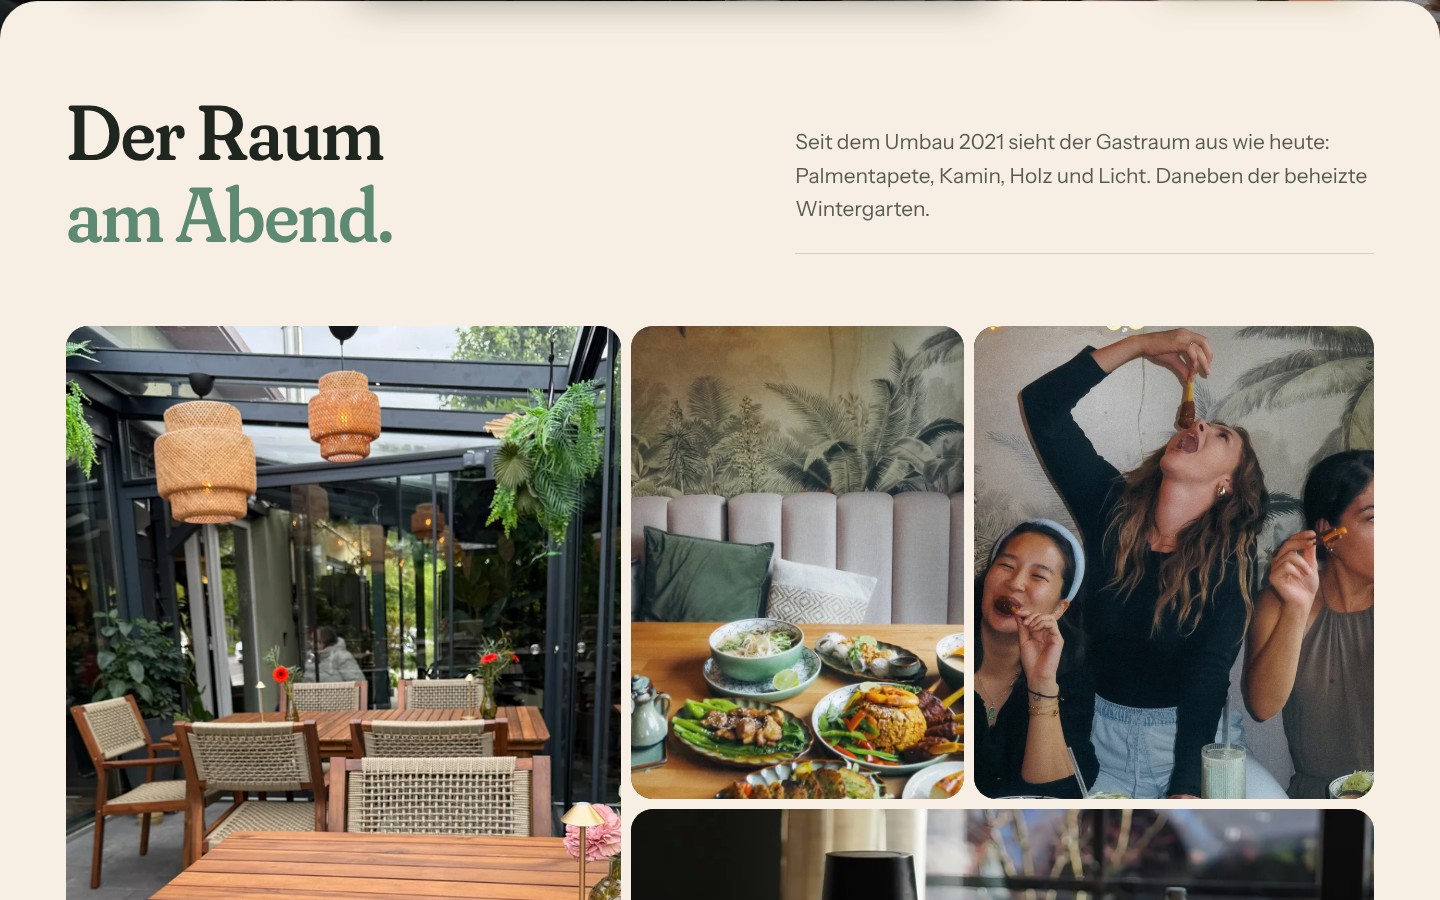 Der Raum
am Abend.
Seit dem Umbau 2021 sieht der Gastraum aus wie heute:
Palmentapete, Kamin, Holz und Licht. Daneben der beheizte
Wintergarten.